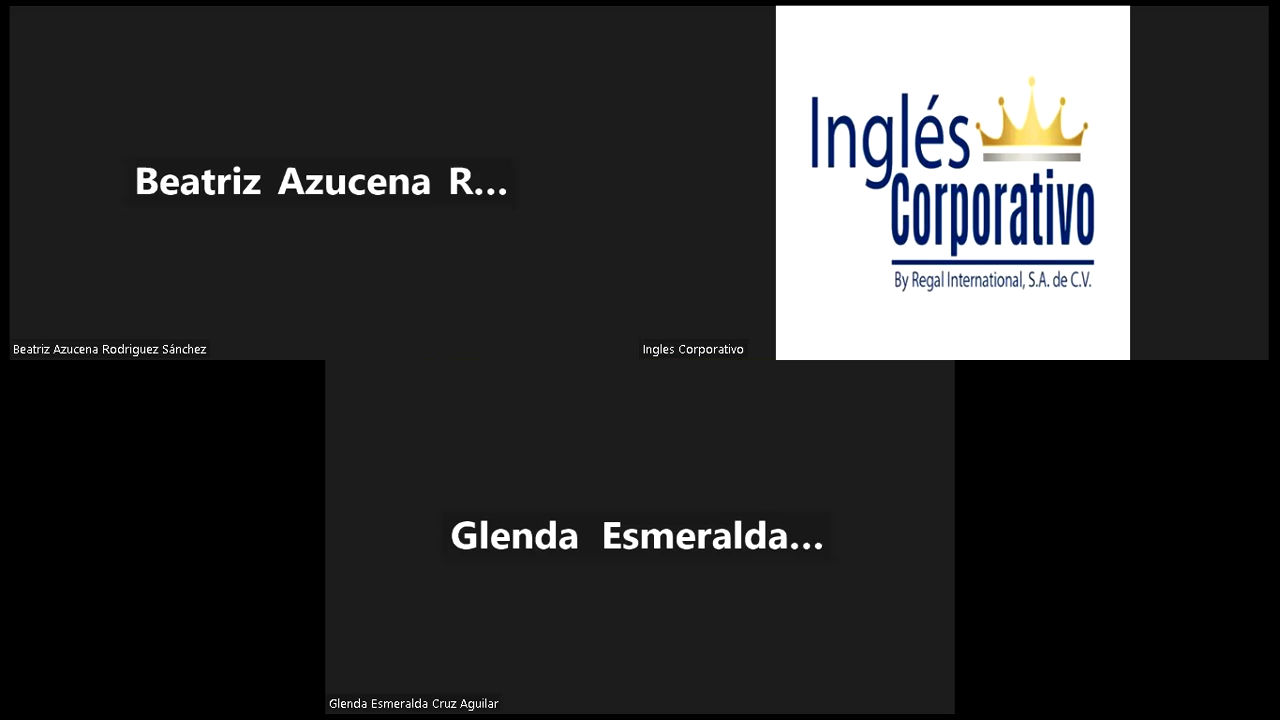 Beatriz Azucena R...
Beatriz Azucena Rodriguez Sánchez
Inglés
Corporativo
By Regal International, S.A. de C.V.
Ingles Corporativo
Glenda Esmeralda...
Glenda Esmeralda Cruz Aguilar